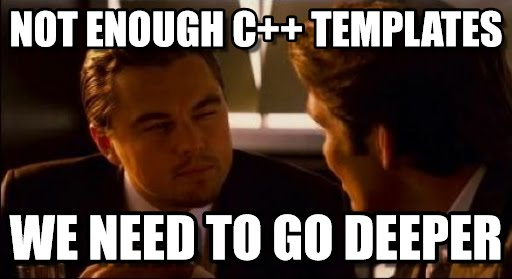 NOT ENOUGH C++ TEMPLATES
WE NEED TO GO DEEPER